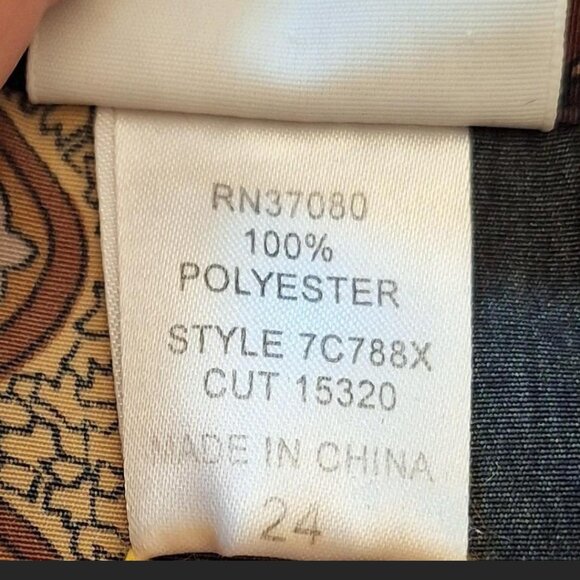 RN37080
100%
POLYESTER
STYLE 7C788X
CUT 15320
MADE IN CHINA
24